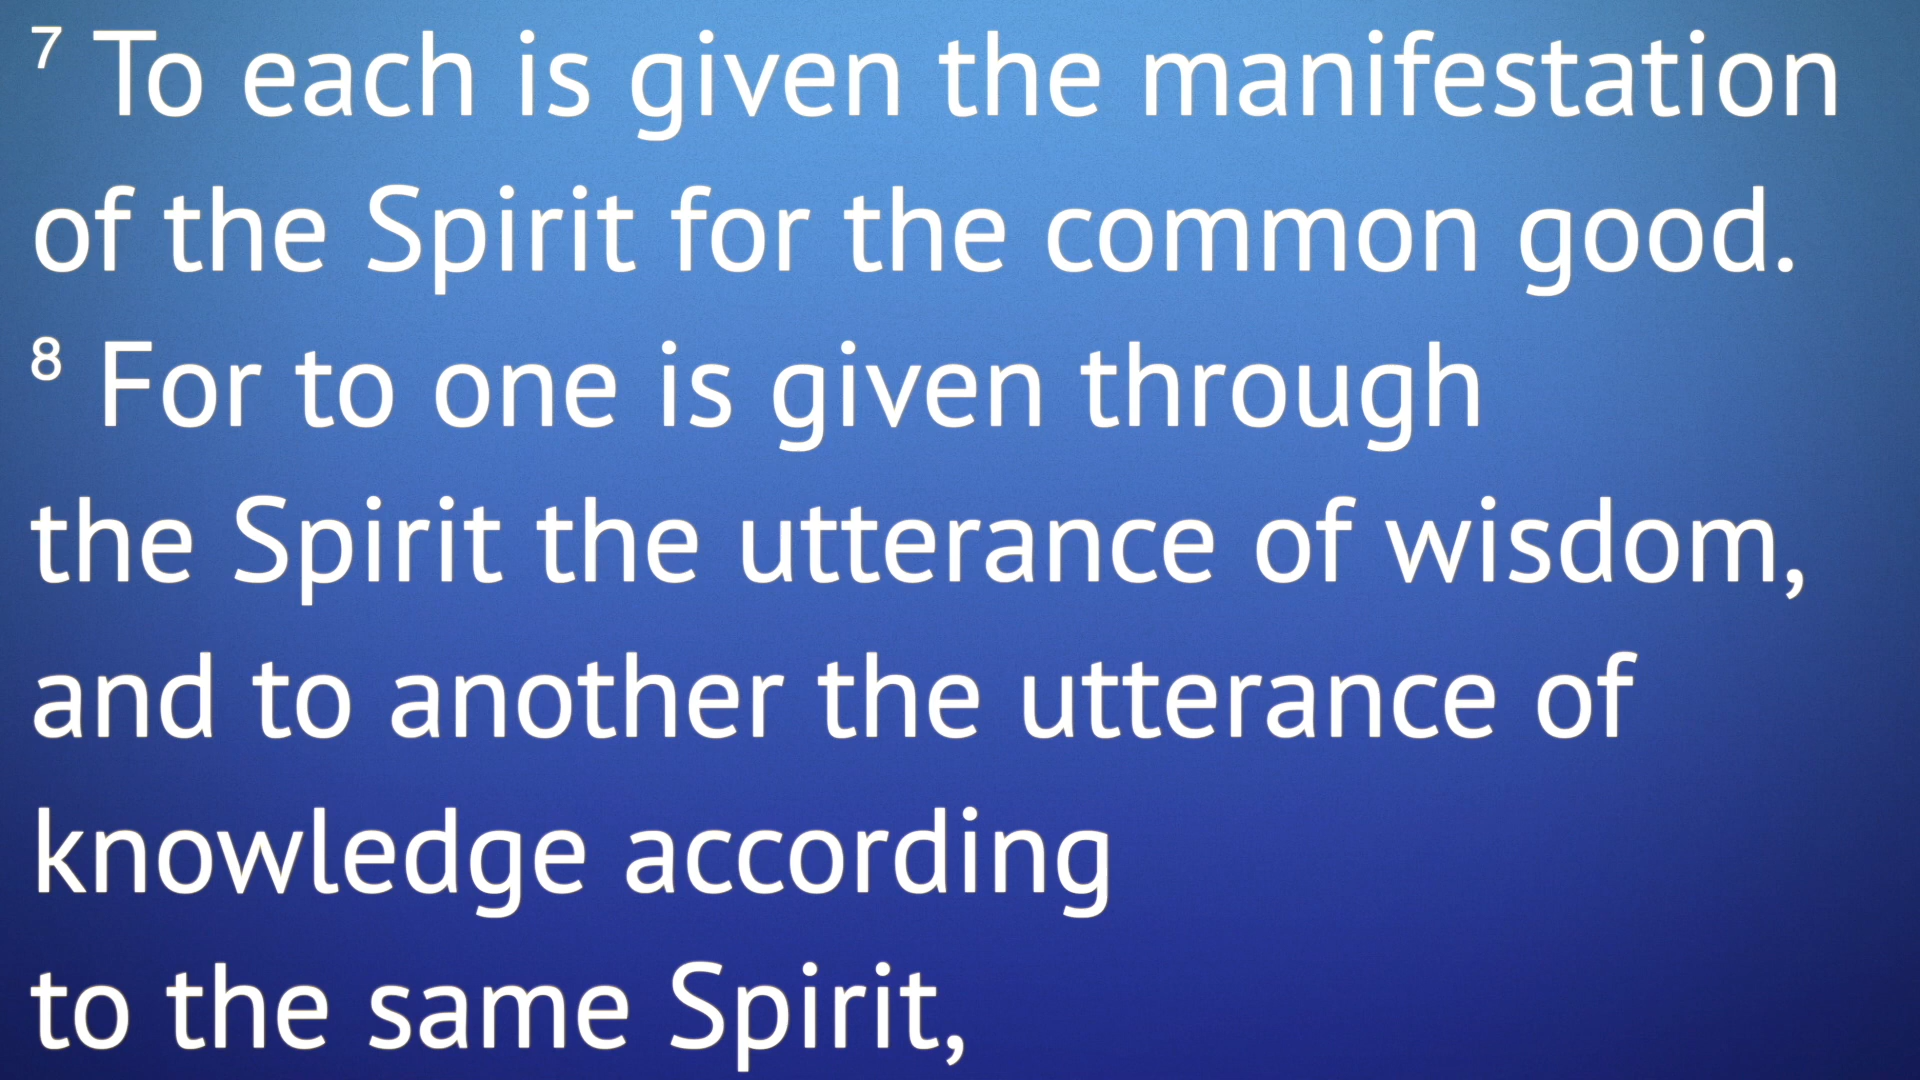 ⁷ To each is given the manifestation
of the Spirit for the common good.
⁸ For to one is given through
the Spirit the utterance of wisdom,
and to another the utterance of
knowledge according
to the same Spirit,